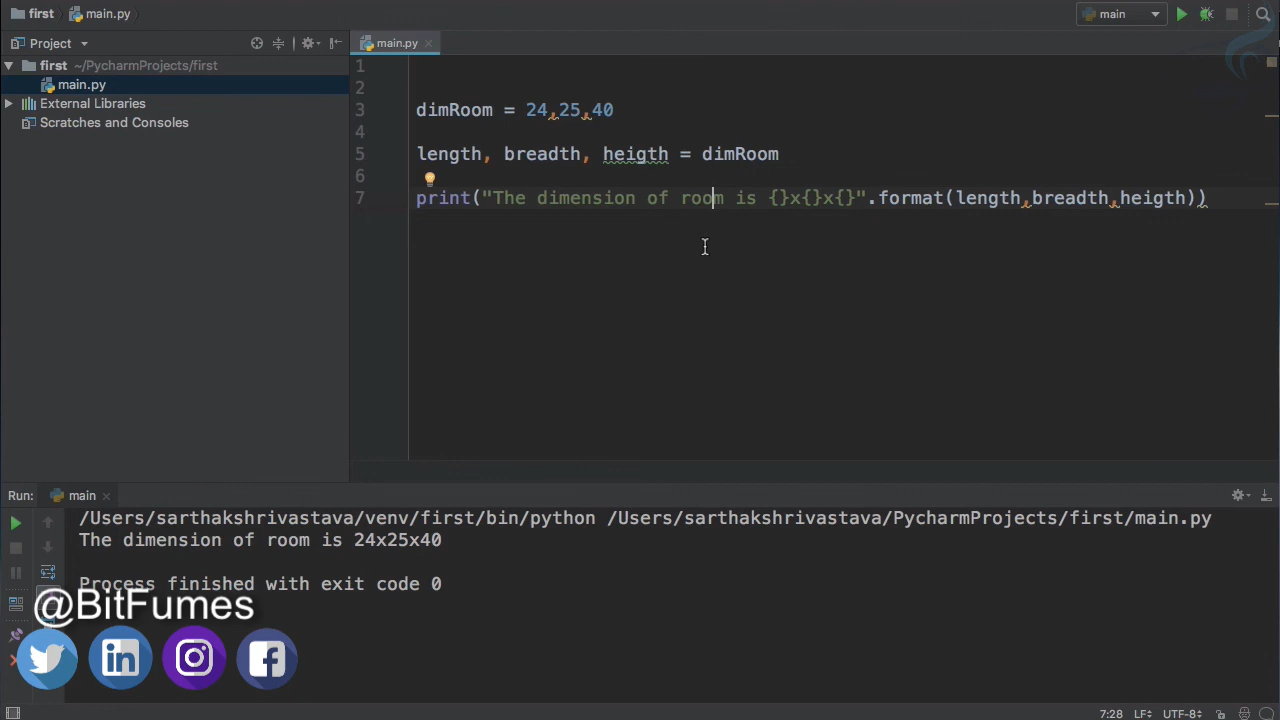 first main.py
main
Project
main.py
first ~/PycharmProjects/first
main.py
External Libraries
Scratches and Consoles
1
2
3 dimRoom = 24,25,40
4
5 length, breadth, heigth = dimRoom
6
7 print("The dimension of room is {}x{}x{}".format(length,breadth,heigth))
Run: main
/Users/sarthakshrivastava/venv/first/bin/python /Users/sarthakshrivastava/PycharmProjects/first/main.py
The dimension of room is 24x25x40
Process finished with exit code 0
@BitFumes
in
f
7:28 LF UTF-8